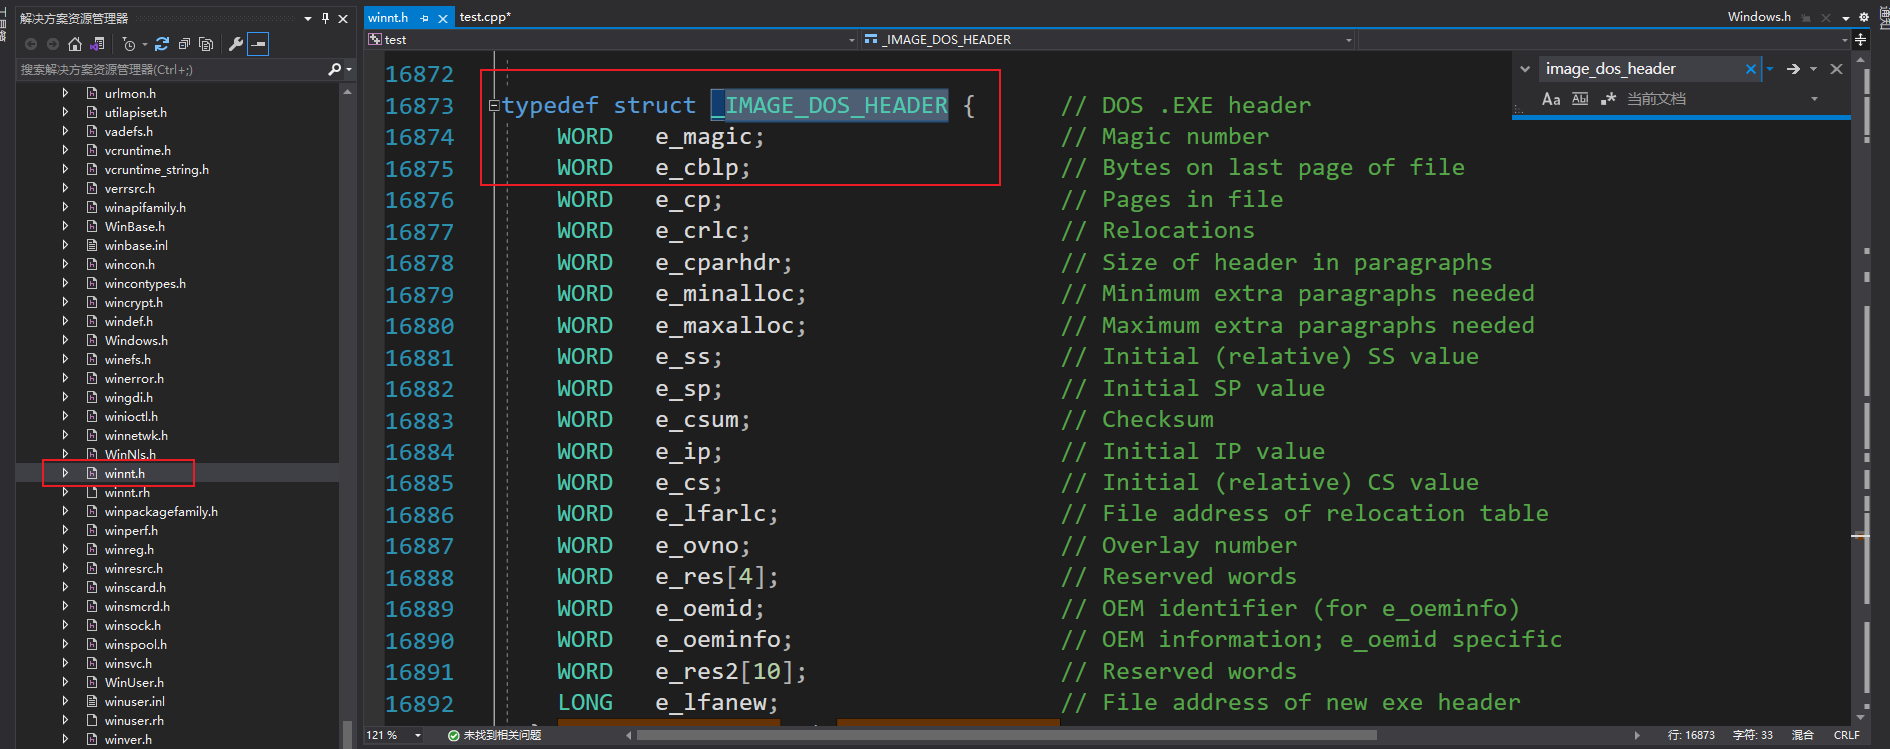 解决方案资源管理器
搜索解决方案资源管理器(Ctrl+;)
urlmon.h
utilapiset.h
vadefs.h
vcruntime.h
vcruntime_string.h
verrsrc.h
winapifamily.h
WinBase.h
winbase.inl
wincon.h
wincontypes.h
wincrypt.h
windef.h
Windows.h
winefs.h
winerror.h
wingdi.h
winioctl.h
winnetwk.h
WinNls.h
winnt.h
winnt.rh
winpackagefamily.h
winperf.h
winreg.h
winresrc.h
winscard.h
winsmcrd.h
winsock.h
winspool.h
winsvc.h
WinUser.h
winuser.inl
winuser.rh
winver.h
winnt.h
test.cpp*
Windows.h
test
_IMAGE_DOS_HEADER
image_dos_header
Aa Ab .* 当前文档
16872
16873 typedef struct _IMAGE_DOS_HEADER { // DOS .EXE header
16874 WORD e_magic; // Magic number
16875 WORD e_cblp; // Bytes on last page of file
16876 WORD e_cp; // Pages in file
16877 WORD e_crlc; // Relocations
16878 WORD e_cparhdr; // Size of header in paragraphs
16879 WORD e_minalloc; // Minimum extra paragraphs needed
16880 WORD e_maxalloc; // Maximum extra paragraphs needed
16881 WORD e_ss; // Initial (relative) SS value
16882 WORD e_sp; // Initial SP value
16883 WORD e_csum; // Checksum
16884 WORD e_ip; // Initial IP value
16885 WORD e_cs; // Initial (relative) CS value
16886 WORD e_lfarlc; // File address of relocation table
16887 WORD e_ovno; // Overlay number
16888 WORD e_res[4]; // Reserved words
16889 WORD e_oemid; // OEM identifier (for e_oeminfo)
16890 WORD e_oeminfo; // OEM information; e_oemid specific
16891 WORD e_res2[10]; // Reserved words
16892 LONG e_lfanew; // File address of new exe header
121 %
未找到相关问题
行: 16873
字符: 33
混合
CRLF